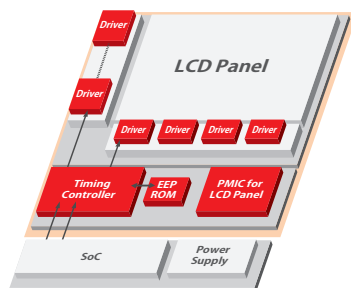 Driver
LCD Panel
Driver
Driver
Driver
Driver
Driver
Timing
Controller
EEP
ROM
PMIC for
LCD Panel
SoC
Power
Supply